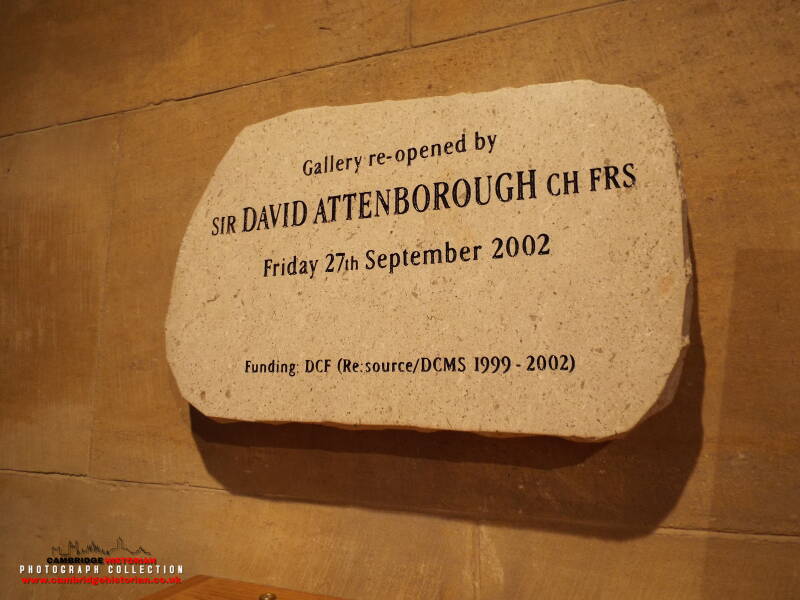 Gallery re-opened by
SIR DAVID ATTENBOROUGH CH FRS
Friday 27th September 2002
Funding: DCF (Re:source/DCMS 1999 - 2002)
CAMBRIDGE HISTORIAN
PHOTOGRAPH COLLECTION
www.cambridgehistorian.co.uk